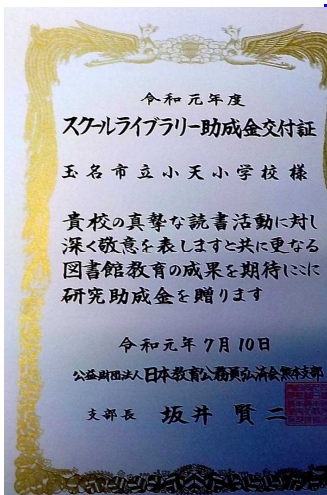 令和元年度
スクールライブラリー助成金交付証
玉名市立小天小学校様
貴校の真摯な読書活動に対し
深く敬意を表しますと共に更なる
図書館教育の成果を期待しここに
研究助成金を贈ります
令和元年7月10日
公益財団法人日本教育公務員弘済会熊本支部
支部長 坂井賢二